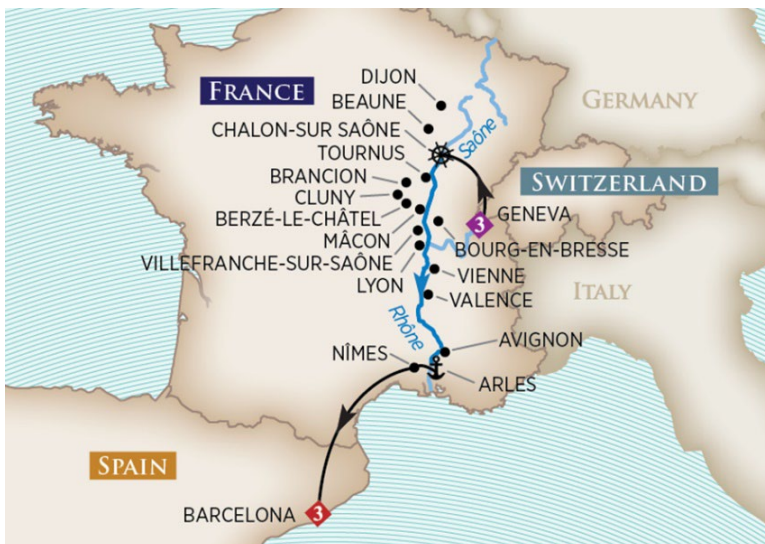 DIJON
FRANCE
BEAUNE
GERMANY
CHALON-SUR SAÔNE
Saône
TOURNUS
BRANCION
SWITZERLAND
CLUNY
3
GENEVA
BERZÉ-LE-CHÂTEL
MÂCON
BOURG-EN-BRESSE
VILLEFRANCHE-SUR-SAÔNE
VIENNE
LYON
ITALY
VALENCE
Rhône
AVIGNON
NÎMES
ARLES
SPAIN
BARCELONA
3